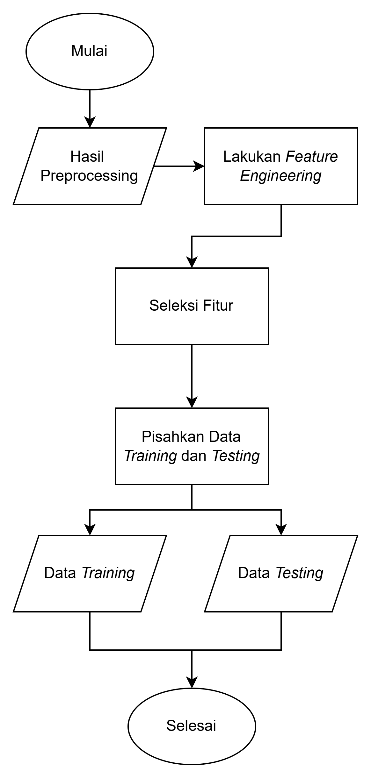 Mulai
Hasil
Preprocessing
Lakukan Feature
Engineering
Seleksi Fitur
Pisahkan Data
Training dan Testing
Data Training
Data Testing
Selesai